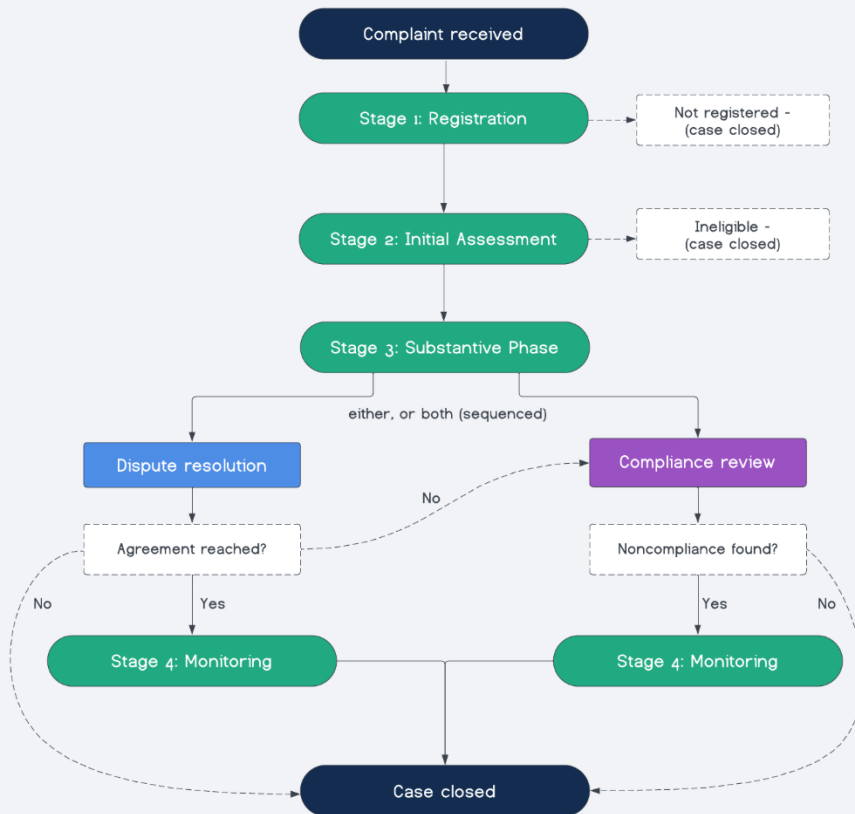 Complaint received
Stage 1: Registration
Not registered -
(case closed)
Stage 2: Initial Assessment
Ineligible -
(case closed)
Stage 3: Substantive Phase
either, or both (sequenced)
Dispute resolution
Compliance review
No
Agreement reached?
Noncompliance found?
No
Yes
Yes
No
Stage 4: Monitoring
Stage 4: Monitoring
Case closed